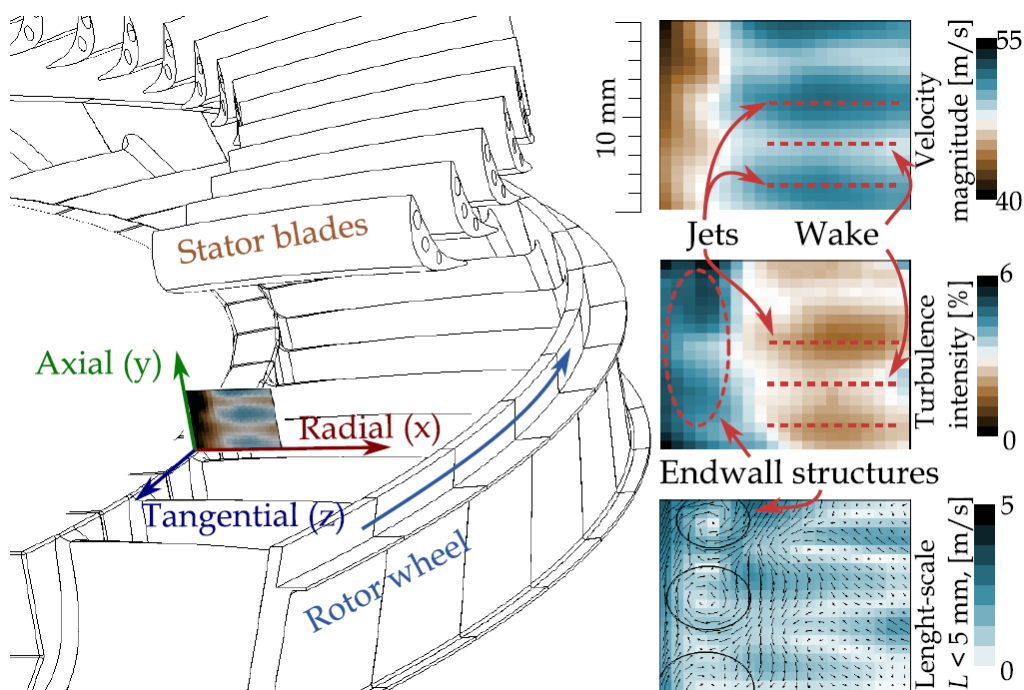 Stator blades
Axial (y)
Radial (x)
Tangential (z)
Rotor wheel
10 mm
Velocity
magnitude [m/s]
55
40
Jets
Wake
Turbulence
intensity [%]
6
0
Endwall structures
Lenght-scale
L < 5 mm, [m/s]
5
0